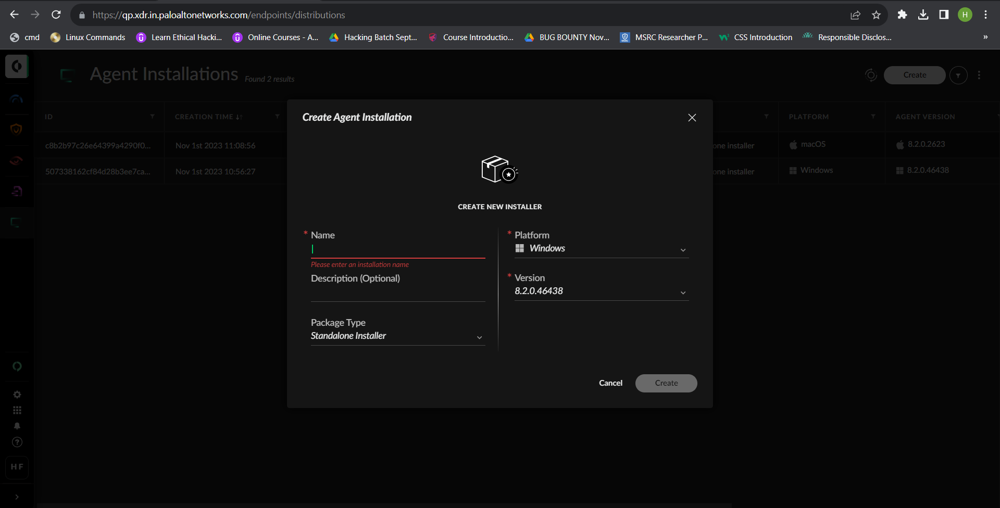 https://qp.xdr.in.paloaltonetworks.com/endpoints/distributions
H
cmd
Linux Commands
Learn Ethical Hacki...
Online Courses - A...
Hacking Batch Sept...
Course Introductio...
BUG BOUNTY Nov...
MSRC Researcher P...
CSS Introduction
Responsible Disclos...
»
Agent Installations
Found 2 results
Create
ID
CREATION TIME
PLATFORM
AGENT VERSION
c8b2b97c26e64399a4290f0...
Nov 1st 2023 11:08:56
one installer
macOS
8.2.0.2623
507338162cf84d28b3ee7ca...
Nov 1st 2023 10:56:27
one installer
Windows
8.2.0.46438
Create Agent Installation
CREATE NEW INSTALLER
* Name
Please enter an installation name
Description (Optional)
Package Type
Standalone Installer
* Platform
Windows
* Version
8.2.0.46438
Cancel
Create
?
HF